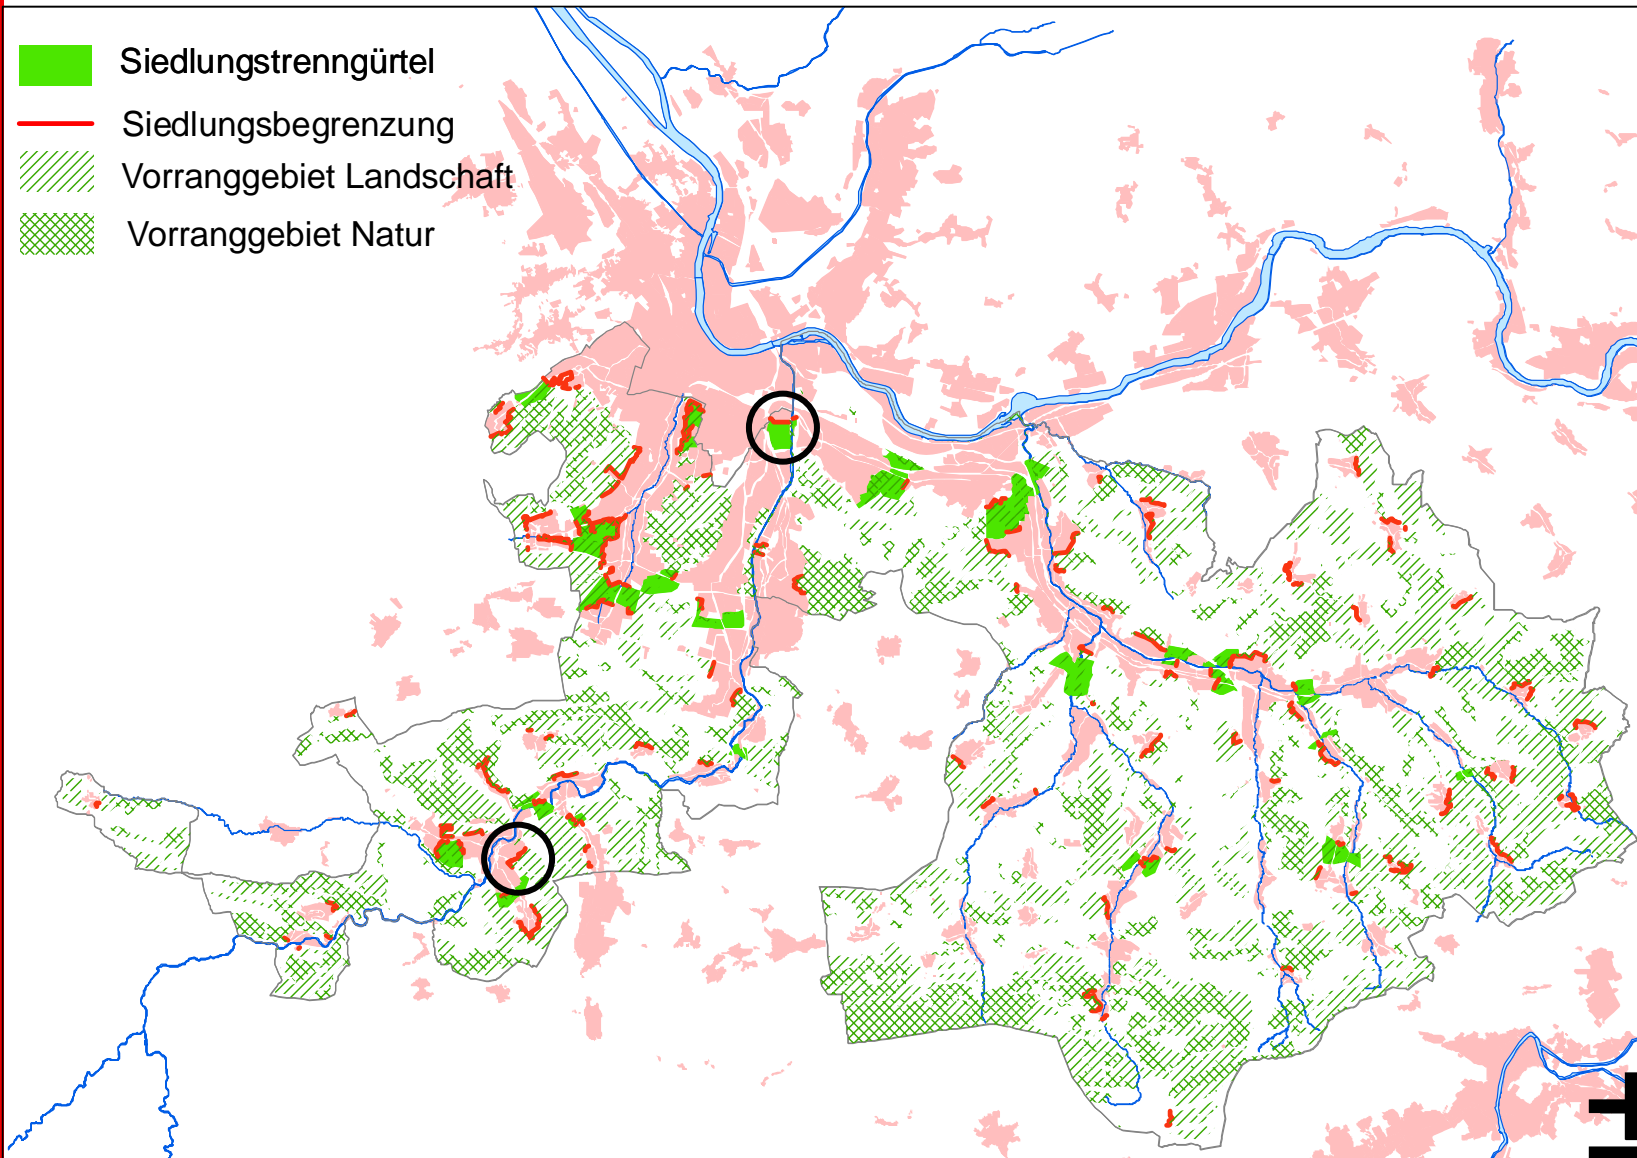 Siedlungstrenngürtel
Siedlungsbegrenzung
Vorranggebiet Landschaft
Vorranggebiet Natur